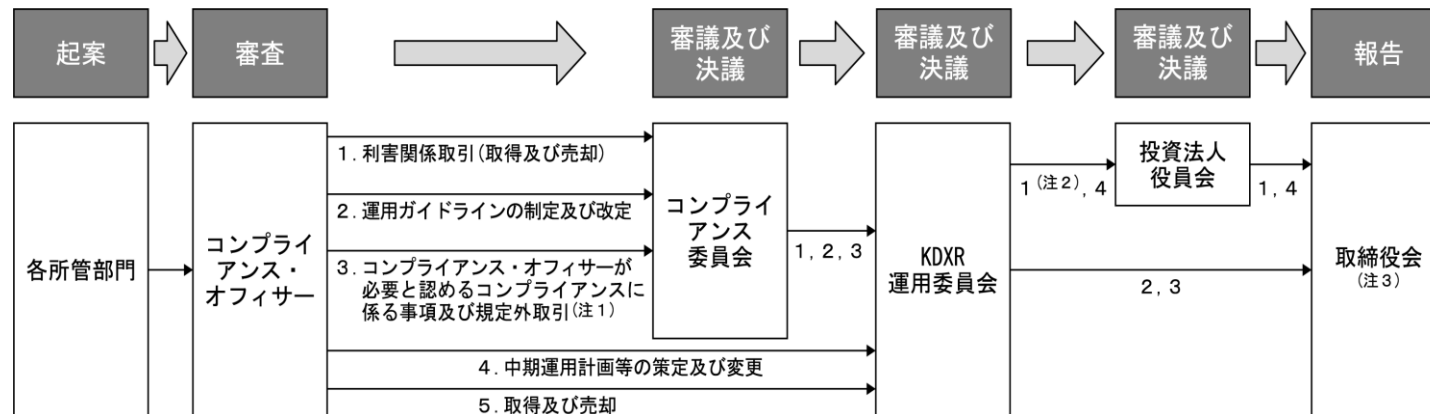 起案
審査
審議及び
決議
審議及び
決議
審議及び
決議
報告
各所管部門
コンプライ
アンス・
オフィサー
1. 利害関係取引(取得及び売却)
2. 運用ガイドラインの制定及び改定
3. コンプライアンス・オフィサーが
必要と認めるコンプライアンスに
係る事項及び規定外取引(注1)
4. 中期運用計画等の策定及び変更
5. 取得及び売却
コンプライ
アンス
委員会
1, 2, 3
KDXR
運用委員会
1(注2), 4
2, 3
投資法人
役員会
1, 4
取締役会
(注3)